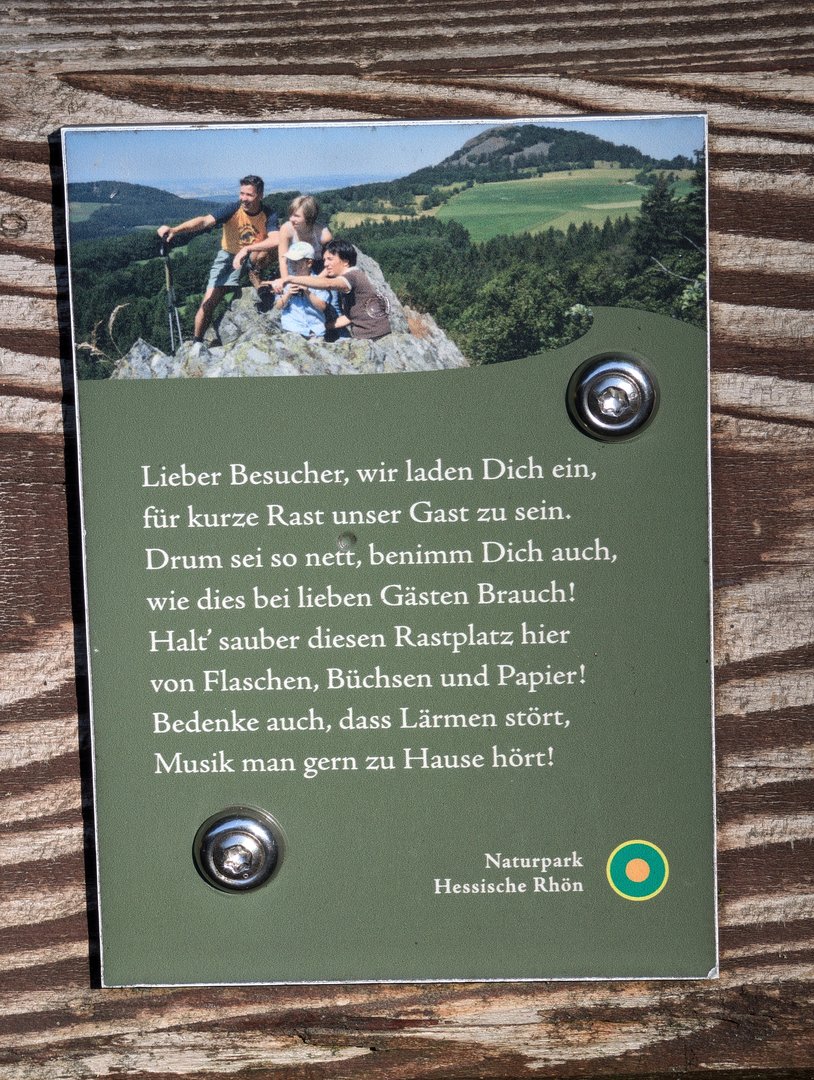 Lieber Besucher, wir laden Dich ein,
für kurze Rast unser Gast zu sein.
Drum sei so nett, benimm Dich auch,
wie dies bei lieben Gästen Brauch!
Halt' sauber diesen Rastplatz hier
von Flaschen, Büchsen und Papier!
Bedenke auch, dass Lärmen stört,
Musik man gern zu Hause hört!
Naturpark
Hessische Rhön